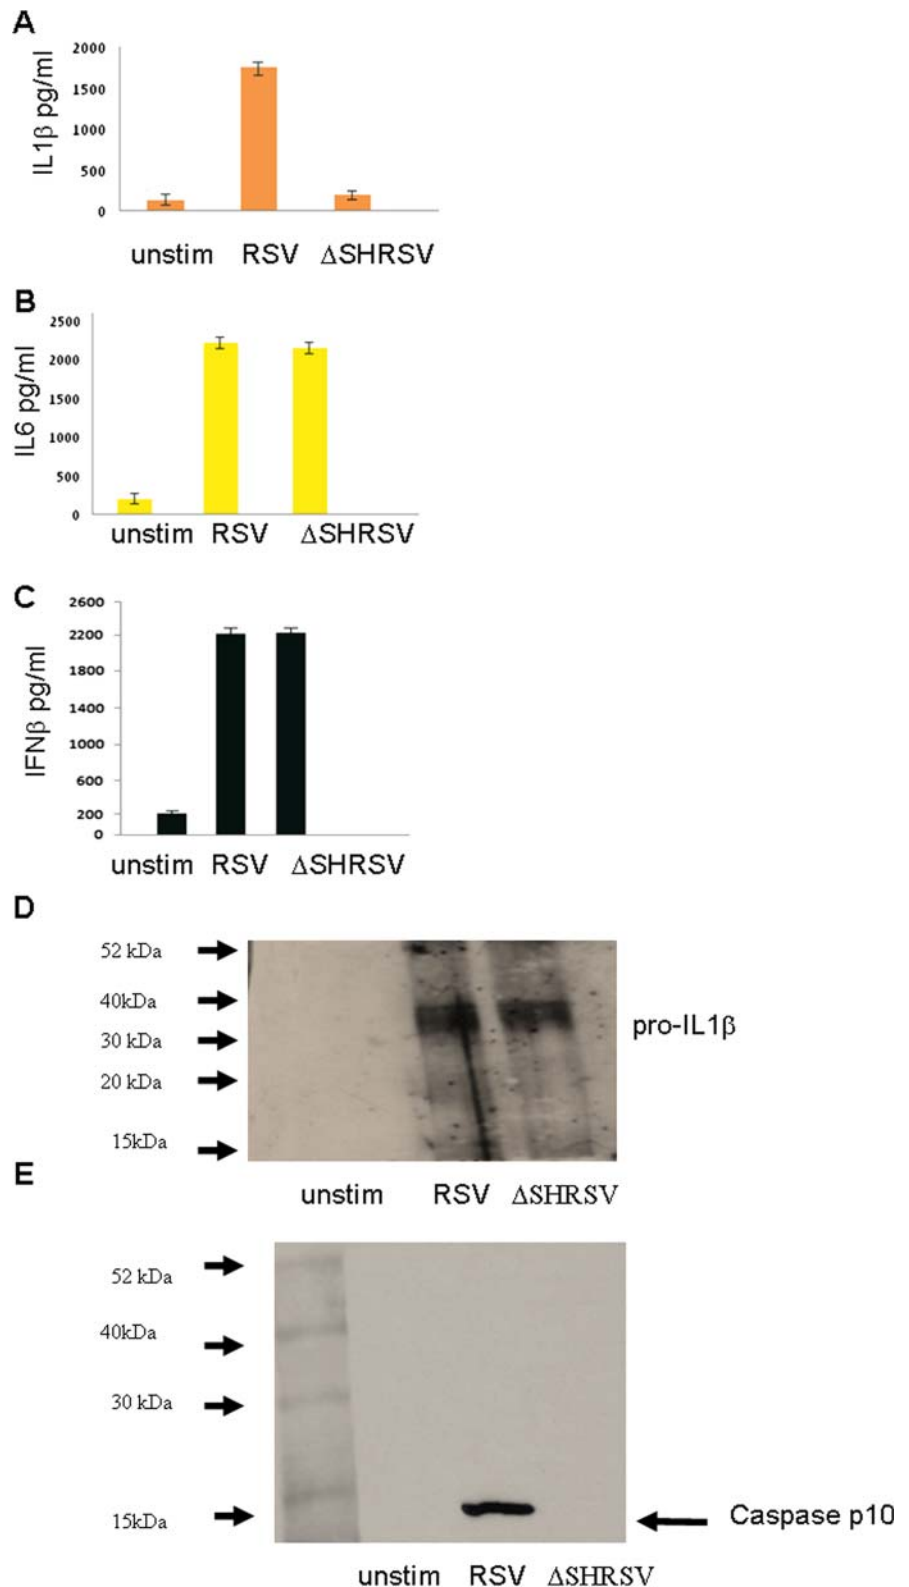 A
IL1β pg/ml
2000
1500
1000
500
0
unstim RSV ΔSHRSV
B
IL6 pg/ml
2500
2000
1500
1000
500
0
unstim RSV ΔSHRSV
C
IFNβ pg/ml
2600
2200
1800
1400
1000
600
200
0
unstim RSV ΔSHRSV
D
52 kDa
40kDa
30 kDa
20 kDa
15kDa
pro-IL1β
unstim RSV ΔSHRSV
E
52 kDa
40kDa
30 kDa
15kDa
Caspase p10
unstim RSV ΔSHRSV